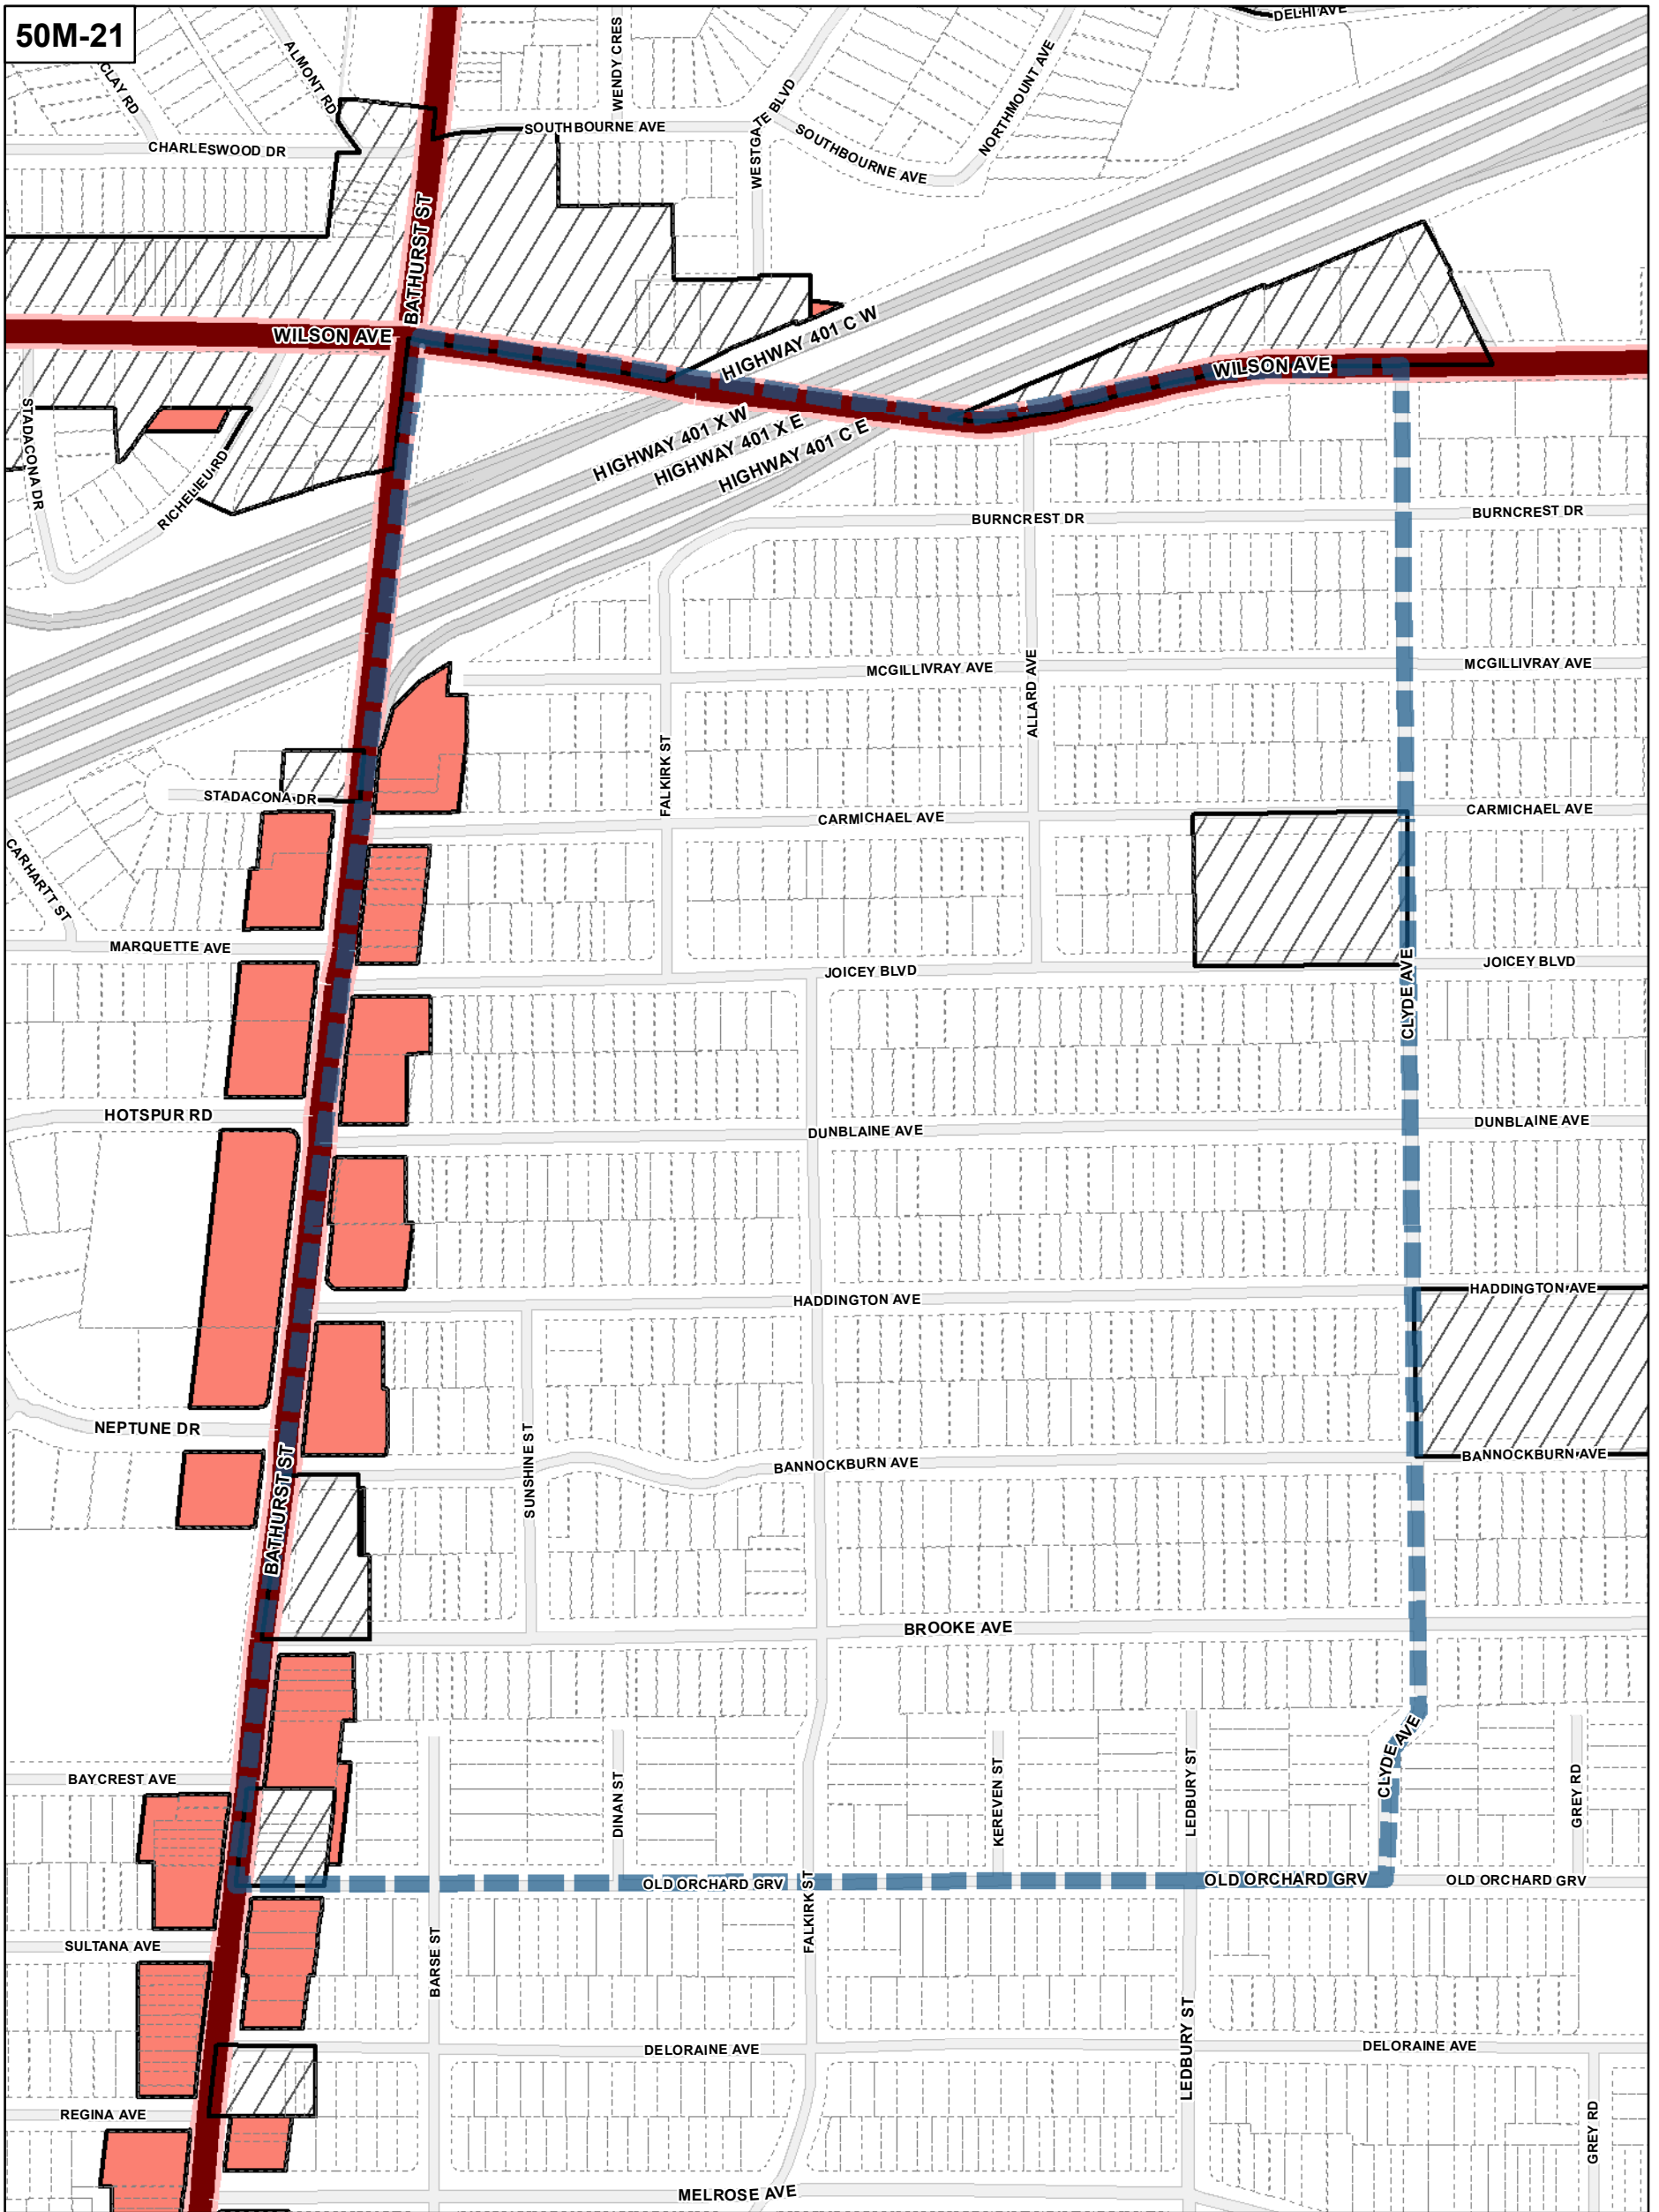 50M-21
DELHI AVE
CLAY RD
ALMONT RD
WENDY CRES
WESTGATE BLVD
NORTHMOUNT AVE
SOUTHBOURNE AVE
SOUTHBOURNE AVE
CHARLESWOOD DR
BATHURST ST
WILSON AVE
HIGHWAY 401 C W
WILSON AVE
STADACONA DR
RICHELIEU RD
HIGHWAY 401 X W
HIGHWAY 401 X E
HIGHWAY 401 C E
BURNCREST DR
BURNCREST DR
MCGILLIVRAY AVE
MCGILLIVRAY AVE
ALLARD AVE
FALKIRK ST
STADACONA DR
CARMICHAEL AVE
CARMICHAEL AVE
CARHARTT ST
MARQUETTE AVE
JOICEY BLVD
JOICEY BLVD
CLYDE AVE
HOTSPUR RD
DUNBLAINE AVE
DUNBLAINE AVE
HADDINGTON AVE
HADDINGTON AVE
NEPTUNE DR
SUNSHINE ST
BANNOCKBURN AVE
BANNOCKBURN AVE
BATHURST ST
BROOKE AVE
CLYDE AVE
BAYCREST AVE
DINAN ST
KEREVEN ST
LEDBURY ST
GREY RD
OLD ORCHARD GRV
OLD ORCHARD GRV
OLD ORCHARD GRV
FALKIRK ST
SULTANA AVE
BARSE ST
LEDBURY ST
DELORAINE AVE
DELORAINE AVE
REGINA AVE
GREY RD
MELROSE AVE